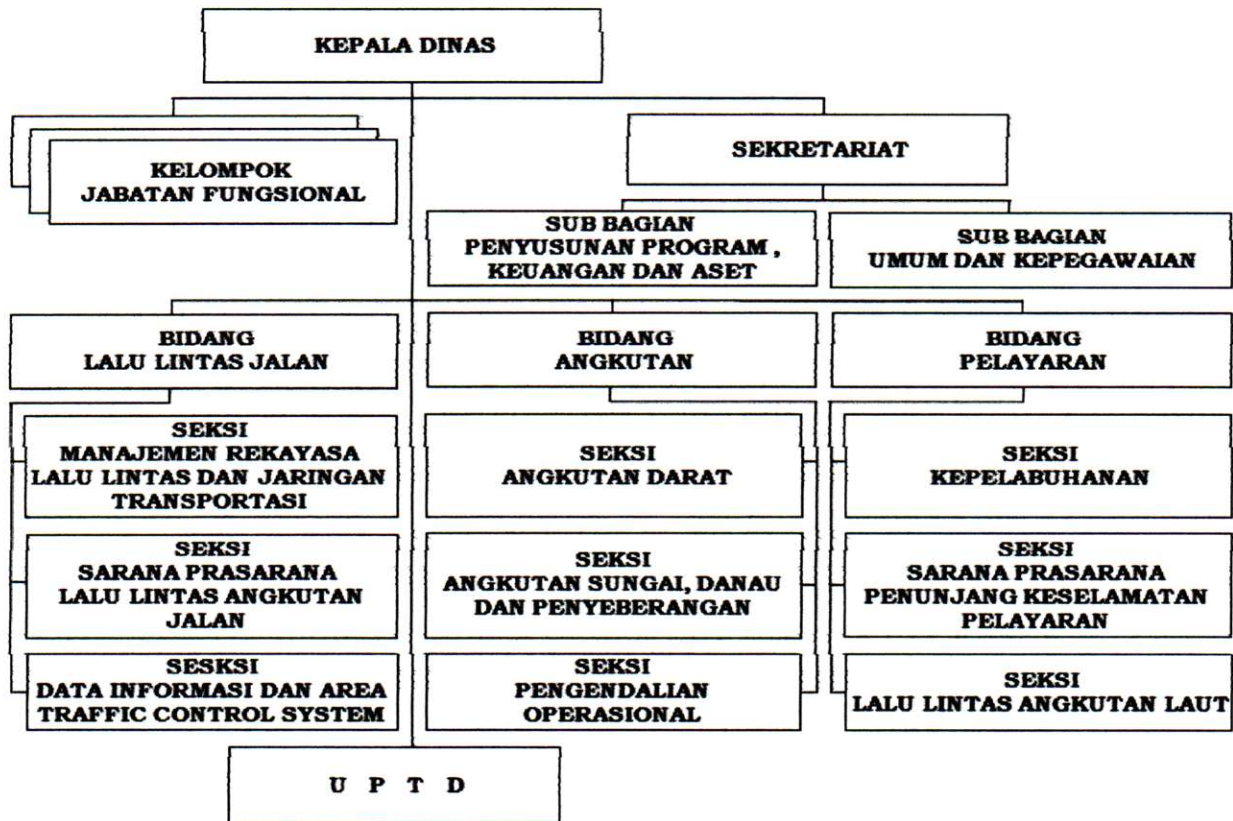 KEPALA DINAS
KELOMPOK
JABATAN FUNGSIONAL
SEKRETARIAT
SUB BAGIAN
PENYUSUNAN PROGRAM ,
KEUANGAN DAN ASET
SUB BAGIAN
UMUM DAN KEPEGAWAIAN
BIDANG
LALU LINTAS JALAN
BIDANG
ANGKUTAN
BIDANG
PELAYARAN
SEKSI
MANAJEMEN REKAYASA
LALU LINTAS DAN JARINGAN
TRANSPORTASI
SEKSI
ANGKUTAN DARAT
SEKSI
KEPELABUHANAN
SEKSI
SARANA PRASARANA
LALU LINTAS ANGKUTAN
JALAN
SEKSI
ANGKUTAN SUNGAI, DANAU
DAN PENYEBERANGAN
SEKSI
SARANA PRASARANA
PENUNJANG KESELAMATAN
PELAYARAN
SESKSI
DATA INFORMASI DAN AREA
TRAFFIC CONTROL SYSTEM
SEKSI
PENGENDALIAN
OPERASIONAL
SEKSI
LALU LINTAS ANGKUTAN LAUT
U P T D